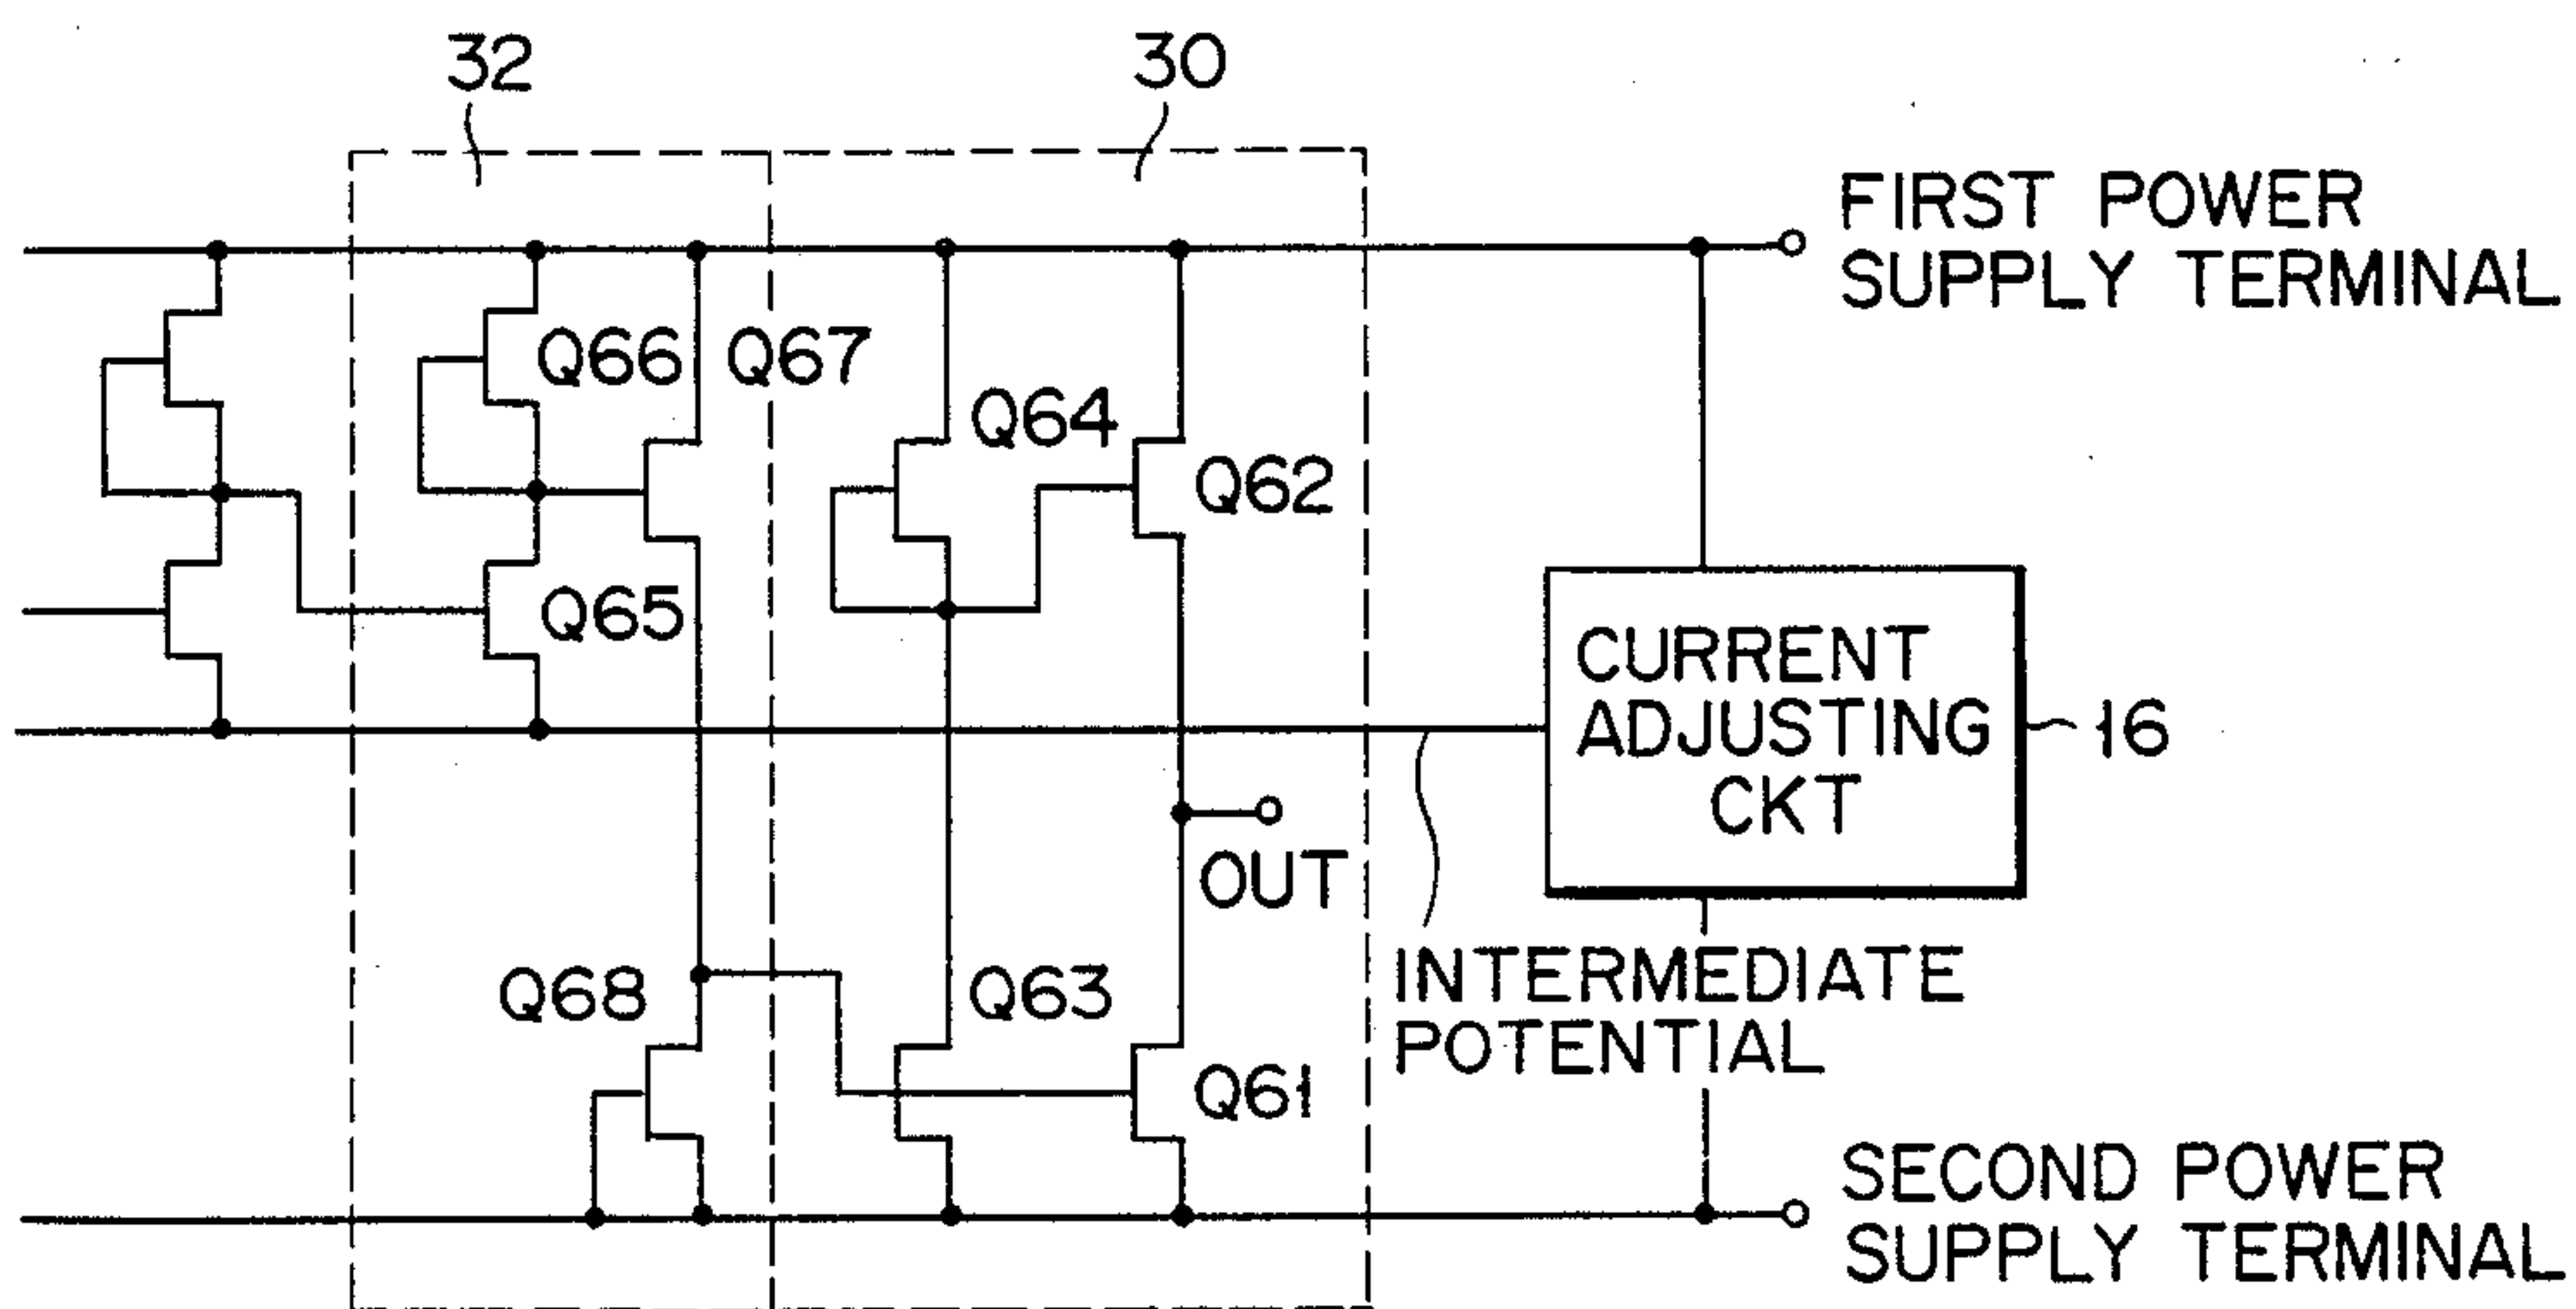 32
30
FIRST POWER
SUPPLY TERMINAL
Q66
Q67
Q64
Q62
Q65
CURRENT
ADJUSTING
CKT
16
OUT
Q68
Q63
INTERMEDIATE
POTENTIAL
Q61
SECOND POWER
SUPPLY TERMINAL